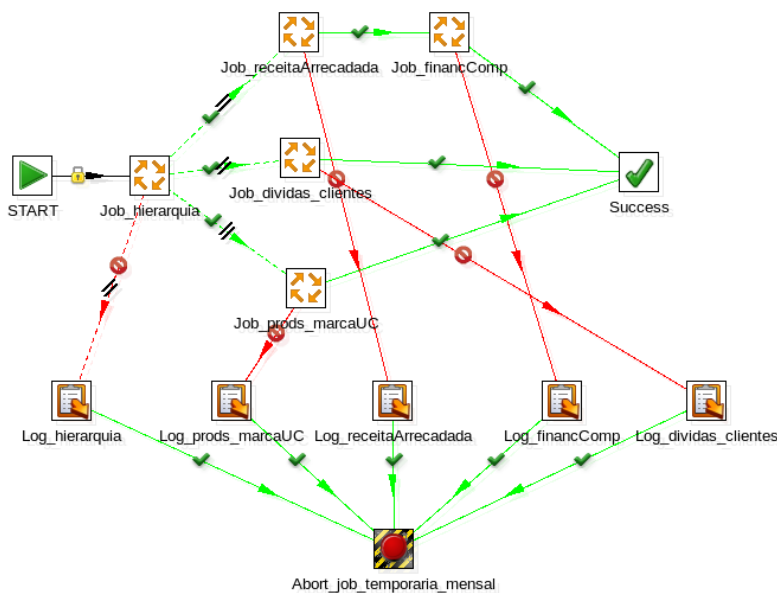 Job_receitaArrecadada
Job_financComp
START
Job_hierarquia
Job_dividas_clientes
Success
Job_prods_marcaUC
Log_hierarquia
Log_prods_marcaUC
Log_receitaArrecadada
Log_financComp
Log_dividas_clientes
Abort_job_temporaria_mensal